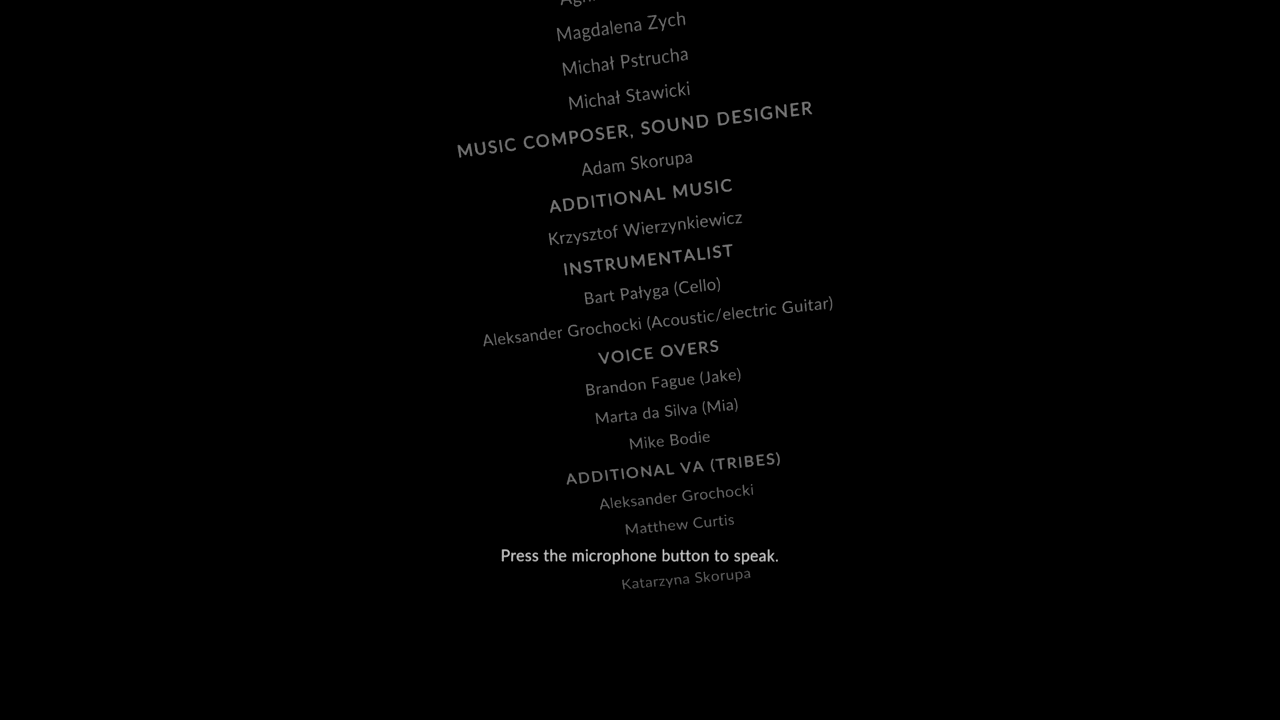 Magdalena Zych
Michał Pstrucha
Michał Stawicki
MUSIC COMPOSER, SOUND DESIGNER
Adam Skorupa
ADDITIONAL MUSIC
Krzysztof Wierzynkiewicz
INSTRUMENTALIST
Bart Pałyga (Cello)
Aleksander Grochocki (Acoustic/electric Guitar)
VOICE OVERS
Brandon Fague (Jake)
Marta da Silva (Mia)
Mike Bodie
ADDITIONAL VA (TRIBES)
Aleksander Grochocki
Matthew Curtis
Press the microphone button to speak.
Katarzyna Skorupa